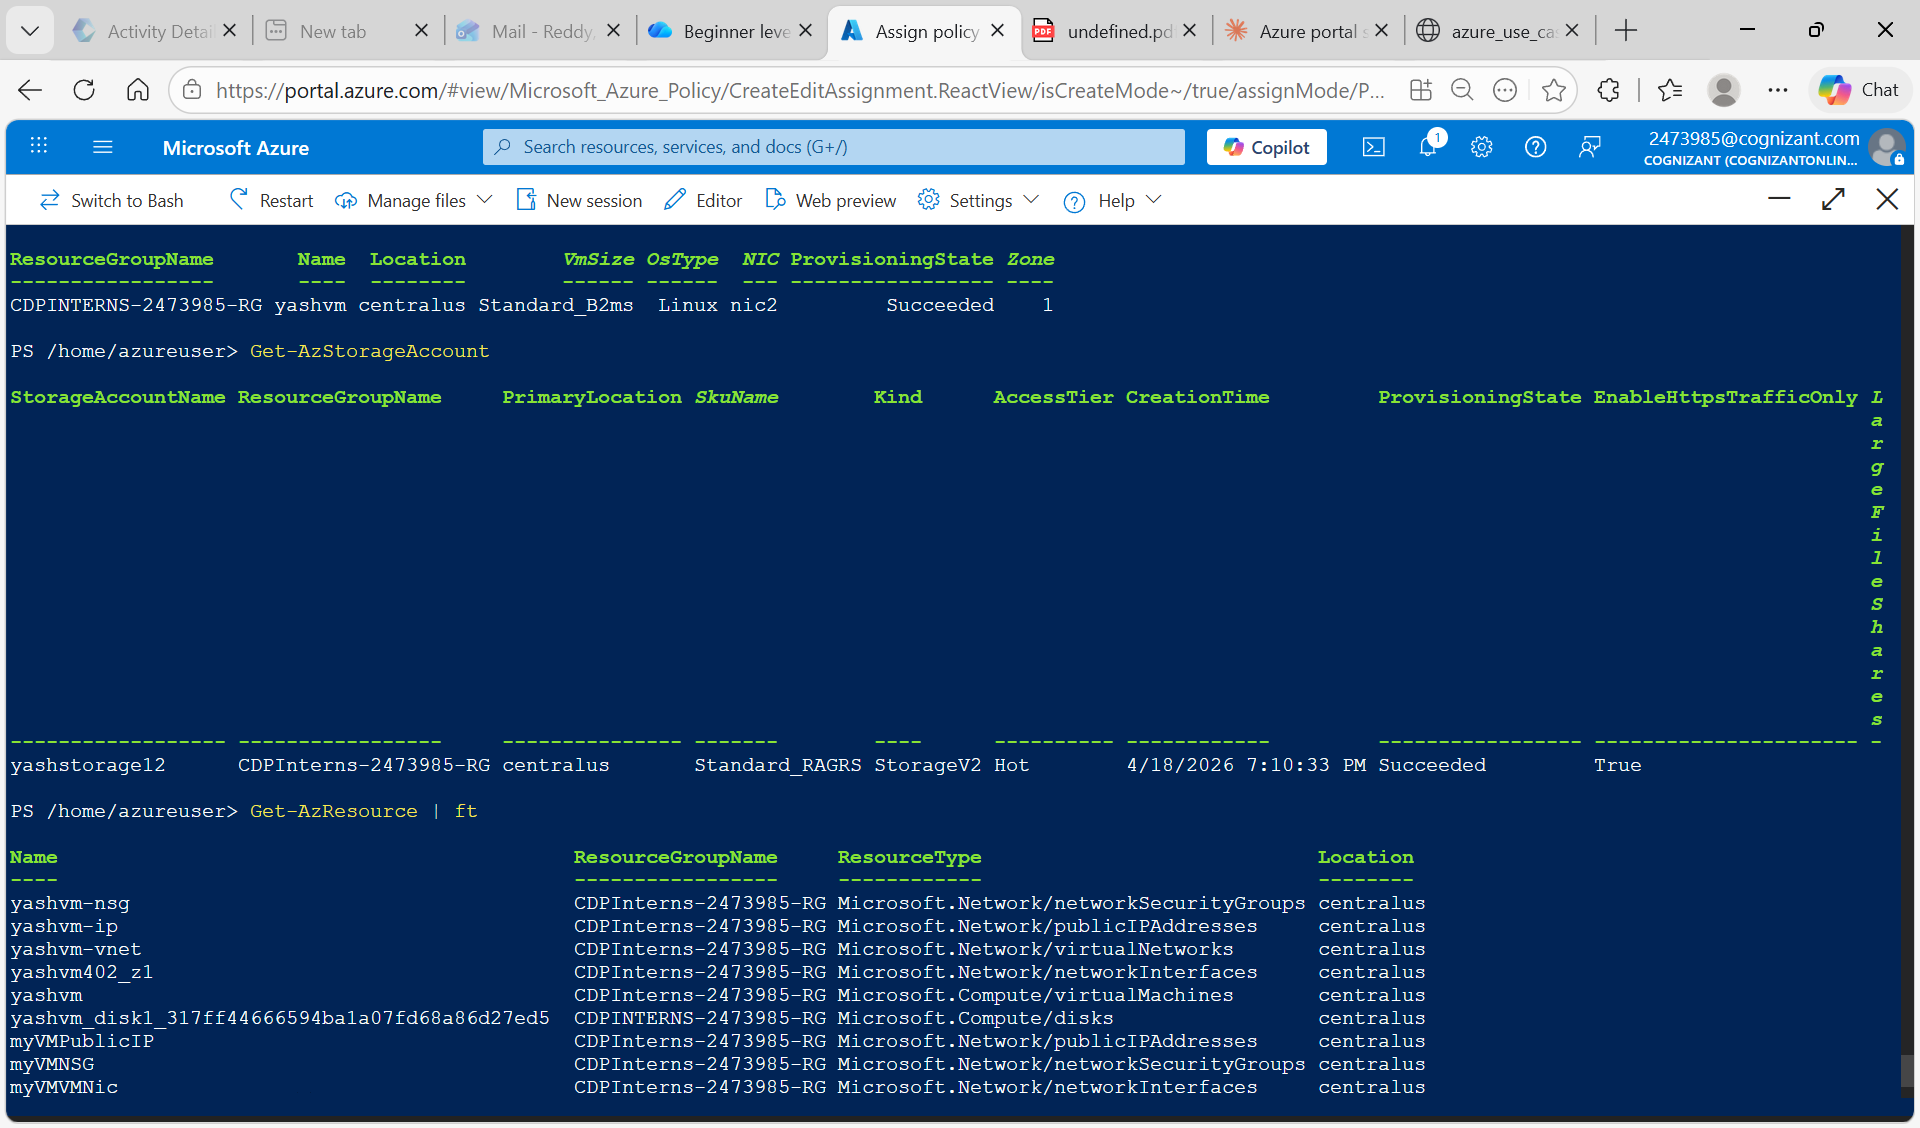 Activity Detai
New tab
Mail - Reddy,
Beginner leve
Assign policy
undefined.pd
Azure portal s
azure_use_cas
https://portal.azure.com/#view/Microsoft_Azure_Policy/CreateEditAssignment.ReactView/isCreateMode~/true/assignMode/P...
Chat
Microsoft Azure
Search resources, services, and docs (G+/)
Copilot
1
2473985@cognizant.com
COGNIZANT (COGNIZANTONLIN...
Switch to Bash
Restart
Manage files
New session
Editor
Web preview
Settings
Help
ResourceGroupName Name Location VmSize OsType NIC ProvisioningState Zone
----------------- ---- -------- ------ ------ --- ----------------- ----
CDPINTERNS-2473985-RG yashvm centralus Standard_B2ms Linux nic2 Succeeded 1
PS /home/azureuser> Get-AzStorageAccount
StorageAccountName ResourceGroupName PrimaryLocation SkuName Kind AccessTier CreationTime ProvisioningState EnableHttpsTrafficOnly L
a
r
g
e
F
i
l
e
S
h
a
r
e
s
------------------ ----------------- --------------- ------- ---- ---------- ------------ ----------------- ---------------------- -
yashstorage12 CDPInterns-2473985-RG centralus Standard_RAGRS StorageV2 Hot 4/18/2026 7:10:33 PM Succeeded True
PS /home/azureuser> Get-AzResource | ft
Name ResourceGroupName ResourceType Location
---- ----------------- ------------ --------
yashvm-nsg CDPInterns-2473985-RG Microsoft.Network/networkSecurityGroups centralus
yashvm-ip CDPInterns-2473985-RG Microsoft.Network/publicIPAddresses centralus
yashvm-vnet CDPInterns-2473985-RG Microsoft.Network/virtualNetworks centralus
yashvm402_z1 CDPInterns-2473985-RG Microsoft.Network/networkInterfaces centralus
yashvm CDPInterns-2473985-RG Microsoft.Compute/virtualMachines centralus
yashvm_disk1_317ff44666594ba1a07fd68a86d27ed5 CDPINTERNS-2473985-RG Microsoft.Compute/disks centralus
myVMPublicIP CDPInterns-2473985-RG Microsoft.Network/publicIPAddresses centralus
myVMNSG CDPInterns-2473985-RG Microsoft.Network/networkSecurityGroups centralus
myVMVMNic CDPInterns-2473985-RG Microsoft.Network/networkInterfaces centralus